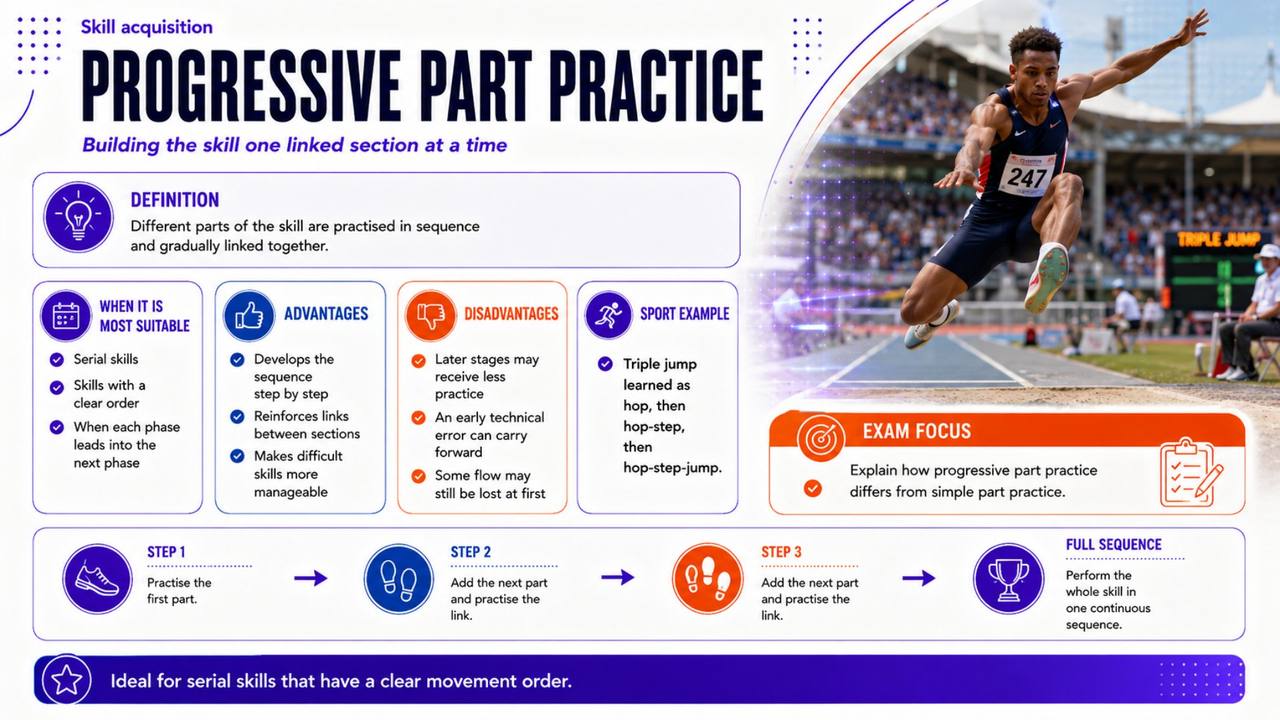 Skill acquisition
PROGRESSIVE PART PRACTICE
Building the skill one linked section at a time
DEFINITION
Different parts of the skill are practised in sequence
and gradually linked together.
WHEN IT IS
MOST SUITABLE
Serial skills
Skills with a
clear order
When each phase
leads into the
next phase
ADVANTAGES
Develops the
sequence
step by step
Reinforces links
between sections
Makes difficult
skills more
manageable
DISADVANTAGES
Later stages may
receive less
practice
An early technical
error can carry
forward
Some flow may
still be lost at first
SPORT EXAMPLE
Triple jump
learned as
hop, then
hop-step,
then
hop-step-jump.
247
TRIPLE JUMP
EXAM FOCUS
Explain how progressive part practice
differs from simple part practice.
STEP 1
Practise the
first part.
STEP 2
Add the next part
and practise the
link.
STEP 3
Add the next part
and practise the
link.
FULL SEQUENCE
Perform the
whole skill in
one continuous
sequence.
Ideal for serial skills that have a clear movement order.